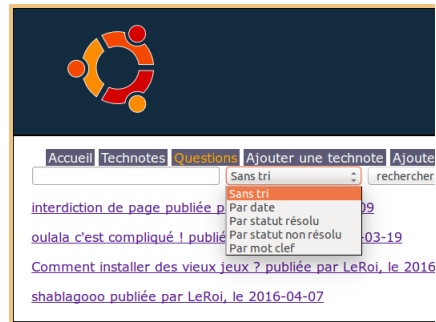 Accueil Technotes Questions Ajouter une technote Ajoute
Sans tri rechercher
Sans tri
interdiction de page publiée p 09
Par date
Par statut résolu
oulala c'est compliqué ! publié -03-19
Par statut non résolu
Par mot clef
Comment installer des vieux jeux ? publiée par LeRoi, le 2016
shablagooo publiée par LeRoi, le 2016-04-07